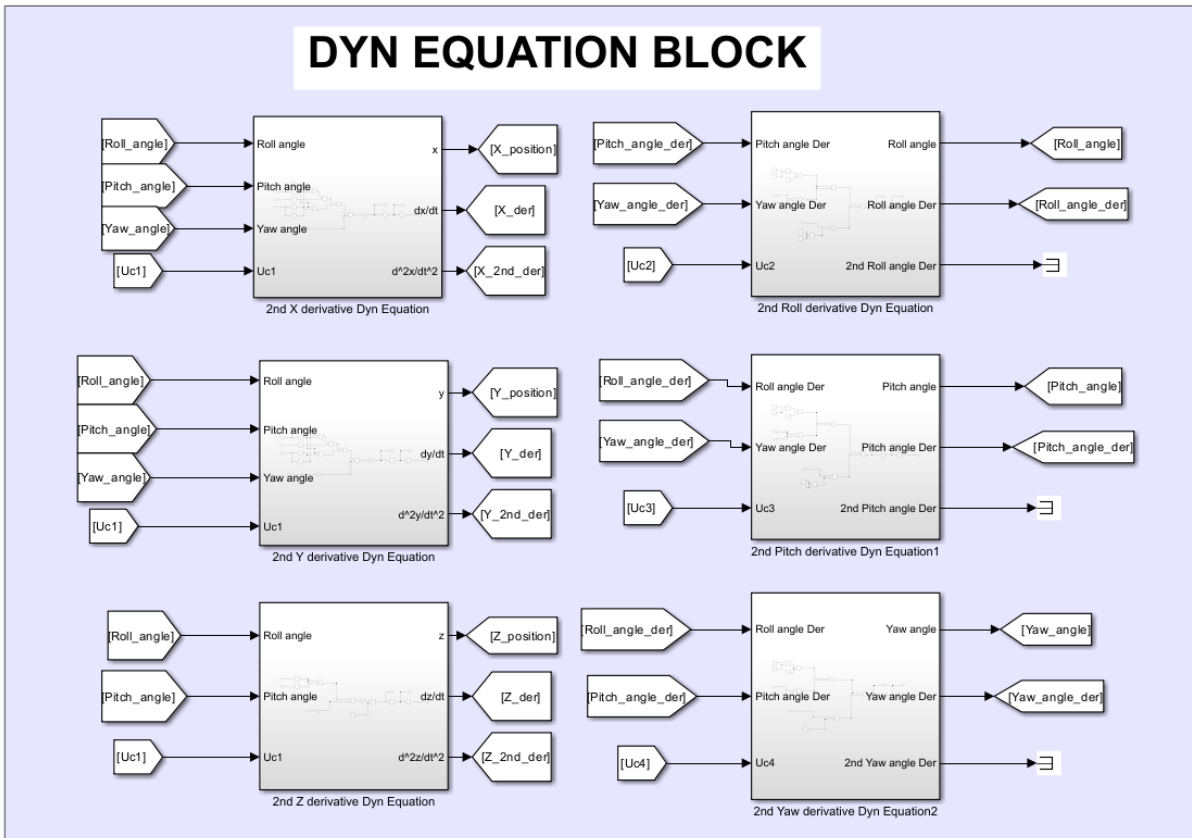 DYN EQUATION BLOCK
[Roll_angle]
[Pitch_angle]
[Yaw_angle]
[Uc1]
Roll angle
Pitch angle
Yaw angle
Uc1
x
dx/dt
d^2x/dt^2
[X_position]
[X_der]
[X_2nd_der]
2nd X derivative Dyn Equation
[Pitch_angle_der]
[Yaw_angle_der]
[Uc2]
Pitch angle Der
Yaw angle Der
Uc2
Roll angle
Roll angle Der
2nd Roll angle Der
[Roll_angle]
[Roll_angle_der]
2nd Roll derivative Dyn Equation
[Roll_angle]
[Pitch_angle]
[Yaw_angle]
[Uc1]
Roll angle
Pitch angle
Yaw angle
Uc1
y
dy/dt
d^2y/dt^2
[Y_position]
[Y_der]
[Y_2nd_der]
2nd Y derivative Dyn Equation
[Roll_angle_der]
[Yaw_angle_der]
[Uc3]
Roll angle Der
Yaw angle Der
Uc3
Pitch angle
Pitch angle Der
2nd Pitch angle Der
[Pitch_angle]
[Pitch_angle_der]
2nd Pitch derivative Dyn Equation1
[Roll_angle]
[Pitch_angle]
[Uc1]
Roll angle
Pitch angle
Uc1
z
dz/dt
d^2z/dt^2
[Z_position]
[Z_der]
[Z_2nd_der]
2nd Z derivative Dyn Equation
[Roll_angle_der]
[Pitch_angle_der]
[Uc4]
Roll angle Der
Pitch angle Der
Uc4
Yaw angle
Yaw angle Der
2nd Yaw angle Der
[Yaw_angle]
[Yaw_angle_der]
2nd Yaw derivative Dyn Equation2